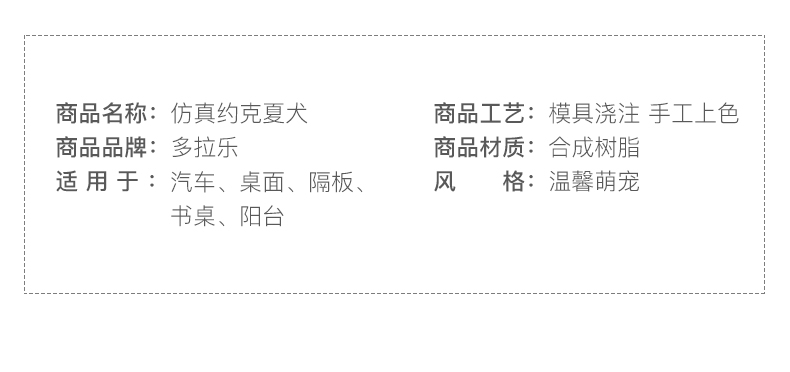 商品名称：仿真约克夏犬
商品品牌：多拉乐
适用于：汽车、桌面、隔板、
书桌、阳台
商品工艺：模具浇注 手工上色
商品材质：合成树脂
风格：温馨萌宠